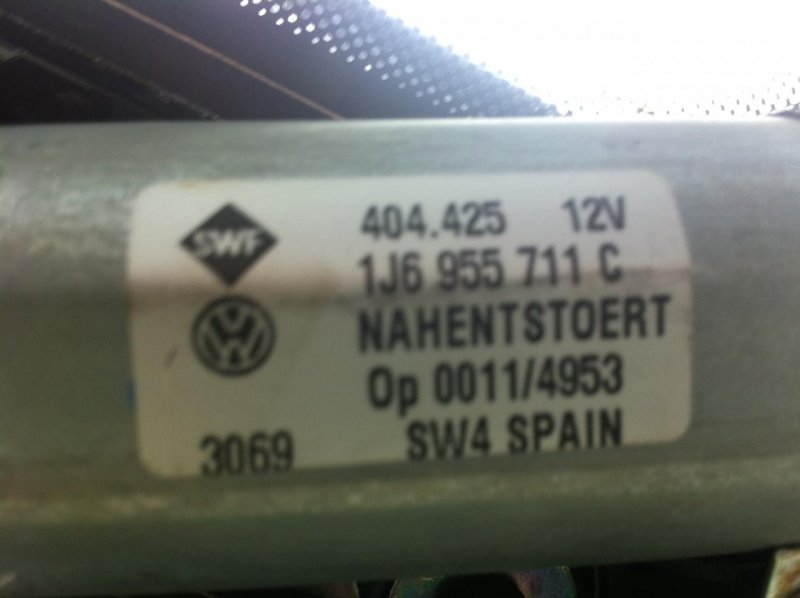 SWF 404.425 12V
1J6 955 711 C
NAHENTSTOERT
Op 0011/4953
3069 SW4 SPAIN